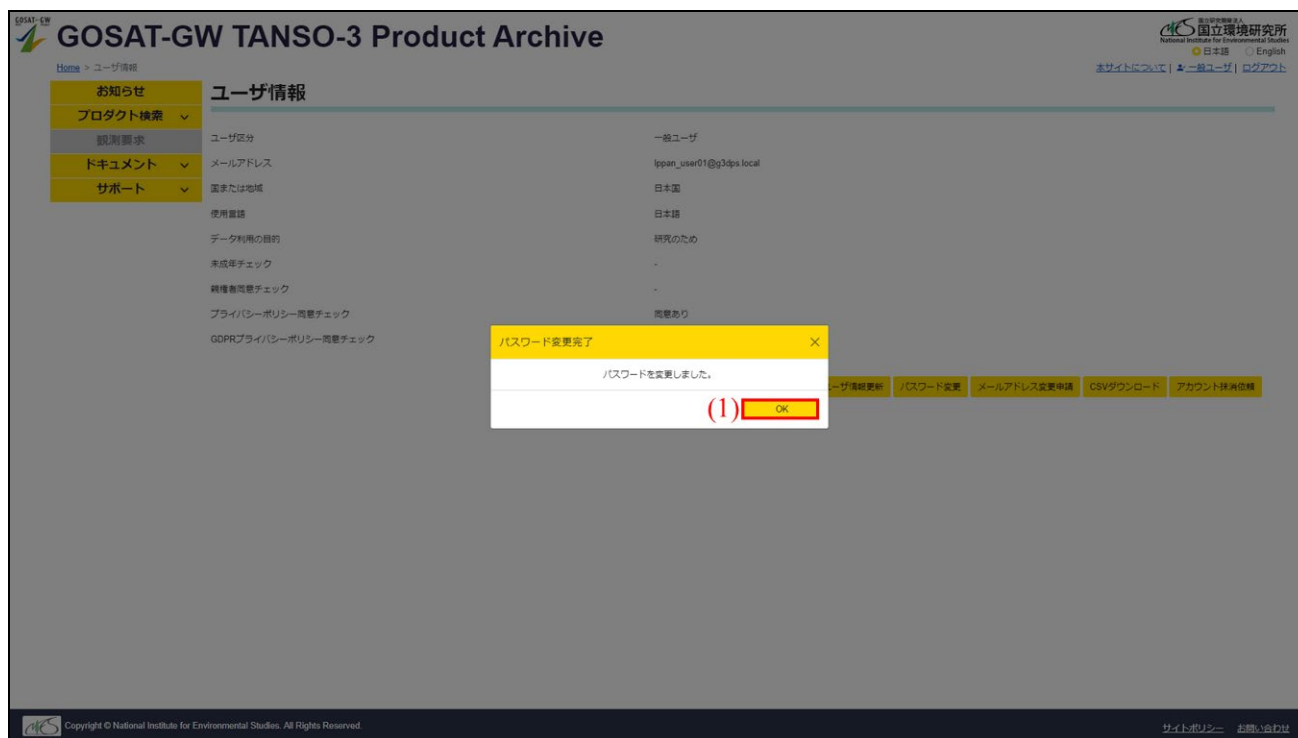 GOSAT-GW
GOSAT-GW TANSO-3 Product Archive
国立研究開発法人
国立環境研究所
National Institute for Environmental Studies
日本語 English
Home > ユーザ情報
本サイトについて | 一般ユーザ | ログアウト
お知らせ
プロダクト検索
観測要求
ドキュメント
サポート
ユーザ情報
ユーザ区分 一般ユーザ
メールアドレス ippan_user01@g3dps.local
国または地域 日本国
使用言語 日本語
データ利用の目的 研究のため
未成年チェック -
親権者同意チェック -
プライバシーポリシー同意チェック 同意あり
GDPRプライバシーポリシー同意チェック
パスワード変更完了
パスワードを変更しました。
(1) OK
ーザ情報更新 パスワード変更 メールアドレス変更申請 CSVダウンロード アカウント抹消依頼
NIES Copyright © National Institute for Environmental Studies. All Rights Reserved.
サイトポリシー お問い合わせ